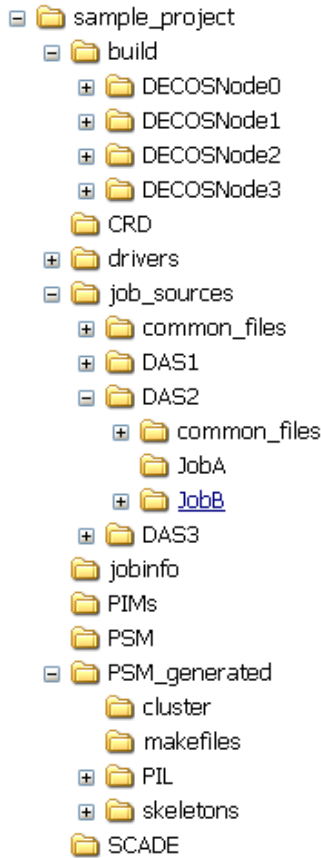 sample_project
build
DECOSNode0
DECOSNode1
DECOSNode2
DECOSNode3
CRD
drivers
job_sources
common_files
DAS1
DAS2
common_files
JobA
JobB
DAS3
jobinfo
PIMs
PSM
PSM_generated
cluster
makefiles
PIL
skeletons
SCADE